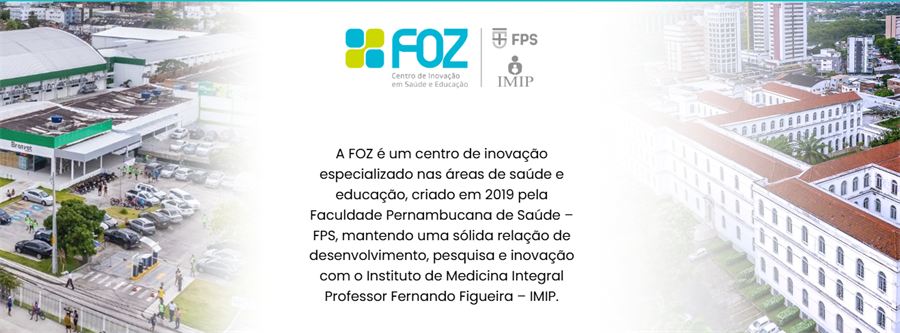 FOZ
Centro de Inovação
em Saúde e Educação
FPS
IMIP
A FOZ é um centro de inovação
especializado nas áreas de saúde e
educação, criado em 2019 pela
Faculdade Pernambucana de Saúde –
FPS, mantendo uma sólida relação de
desenvolvimento, pesquisa e inovação
com o Instituto de Medicina Integral
Professor Fernando Figueira – IMIP.